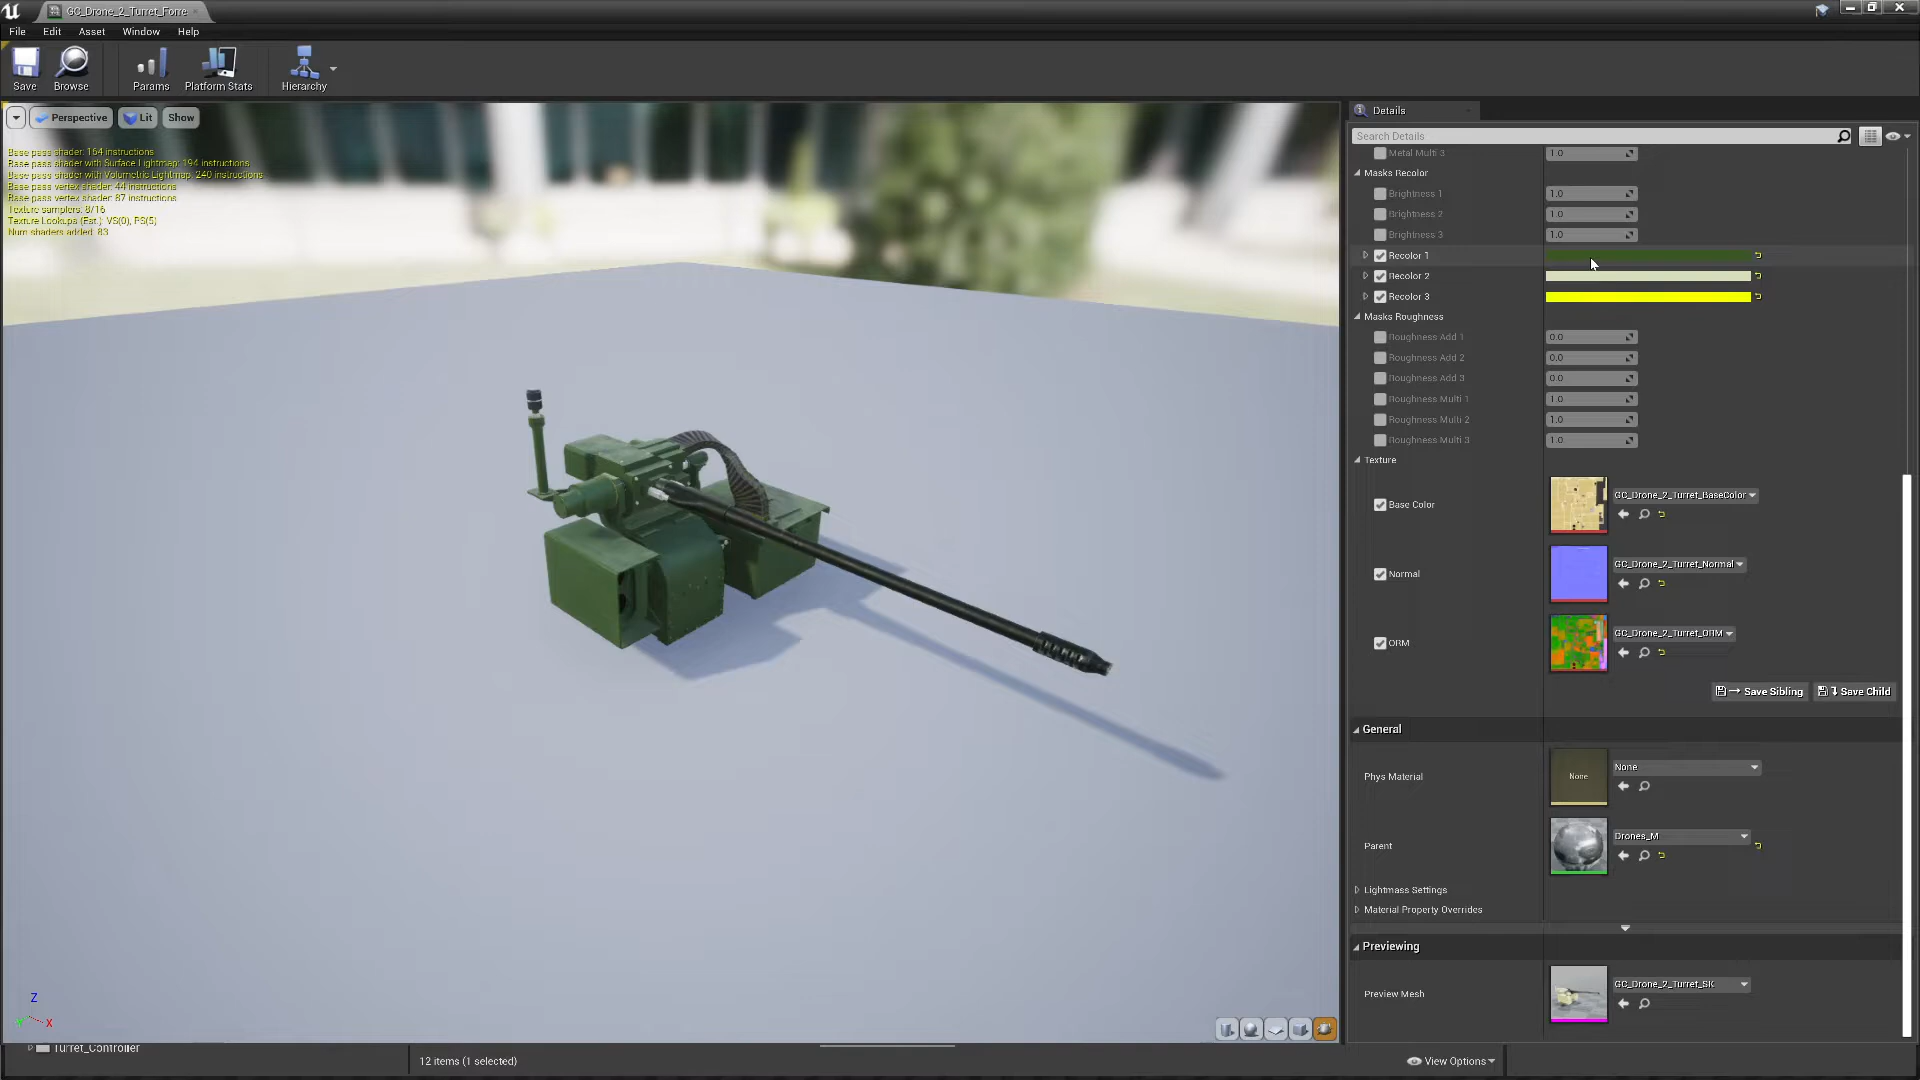 GC_Drone_2_Turret_Forre
File Edit Asset Window Help
Save Browse Params Platform Stats Hierarchy
Perspective Lit Show
Base pass shader: 164 instructions
Base pass shader with Surface Lightmap: 194 instructions
Base pass shader with Volumetric Lightmap: 240 instructions
Base pass vertex shader: 44 instructions
Base pass vertex shader: 87 instructions
Texture samplers: 8/16
Texture Lookups (Est.): VS(0), PS(5)
Num shaders added: 83
Z
X
Turret_Controller
12 items (1 selected)
View Options
Details
Search Details
Metal Multi 3 1.0
Masks Recolor
Brightness 1 1.0
Brightness 2 1.0
Brightness 3 1.0
Recolor 1
Recolor 2
Recolor 3
Masks Roughness
Roughness Add 1 0.0
Roughness Add 2 0.0
Roughness Add 3 0.0
Roughness Multi 1 1.0
Roughness Multi 2 1.0
Roughness Multi 3 1.0
Texture
Base Color GC_Drone_2_Turret_BaseColor
Normal GC_Drone_2_Turret_Normal
ORM GC_Drone_2_Turret_ORM
Save Sibling Save Child
General
Phys Material None None
Parent Drones_M
Lightmass Settings
Material Property Overrides
Previewing
Preview Mesh GC_Drone_2_Turret_SK